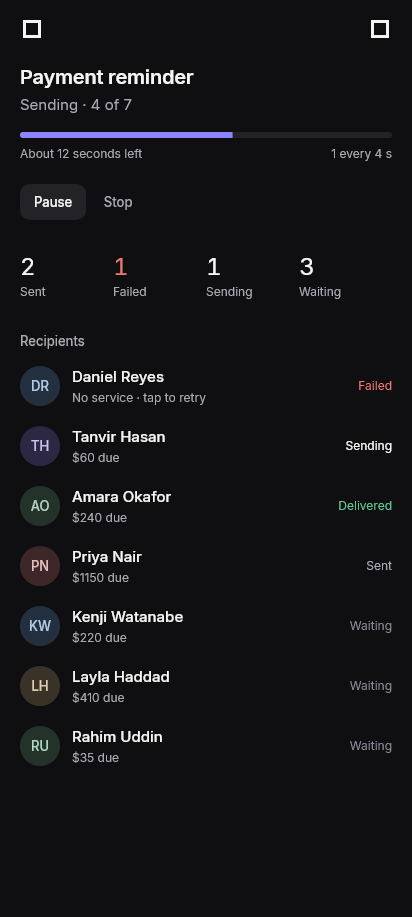 Payment reminder
Sending · 4 of 7
About 12 seconds left
1 every 4 s
Pause
Stop
2
1
1
3
Sent
Failed
Sending
Waiting
Recipients
DR
Daniel Reyes
No service · tap to retry
Failed
TH
Tanvir Hasan
$60 due
Sending
AO
Amara Okafor
$240 due
Delivered
PN
Priya Nair
$1150 due
Sent
KW
Kenji Watanabe
$220 due
Waiting
LH
Layla Haddad
$410 due
Waiting
RU
Rahim Uddin
$35 due
Waiting